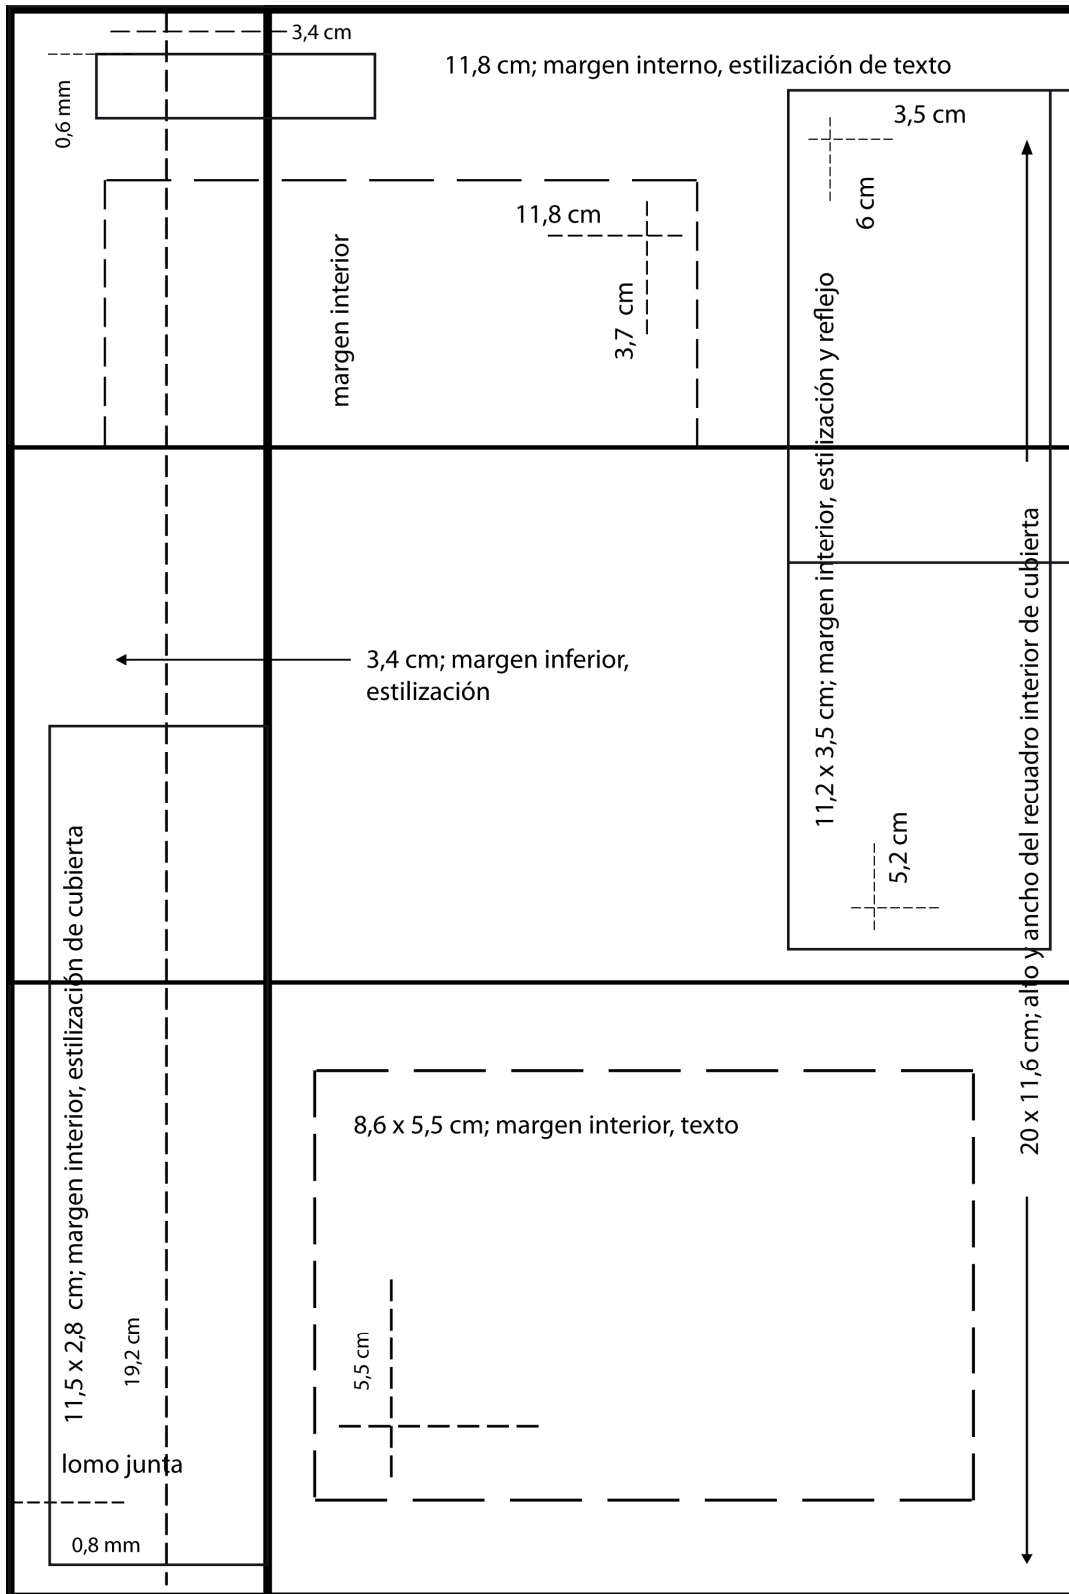 3,4 cm
0,6 mm
11,8 cm; margen interno, estilización de texto
3,5 cm
6 cm
11,8 cm
3,7 cm
margen interior
11,2 x 3,5 cm; margen interior, estilización y reflejo
20 x 11,6 cm; alto y ancho del recuadro interior de cubierta
3,4 cm; margen inferior,
estilización
5,2 cm
11,5 x 2,8 cm; margen interior, estilización de cubierta
8,6 x 5,5 cm; margen interior, texto
19,2 cm
5,5 cm
lomo junta
0,8 mm